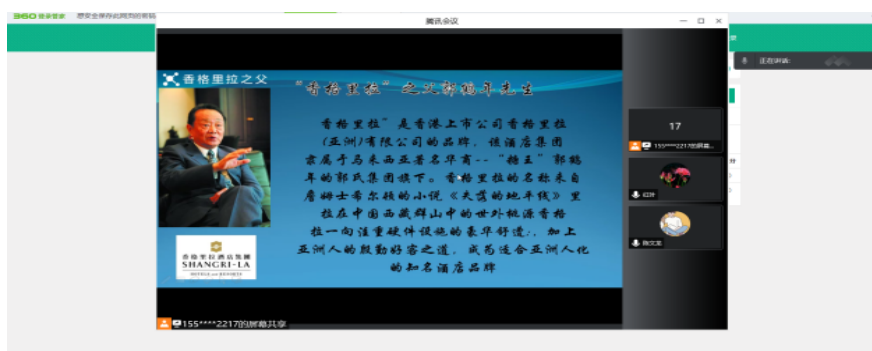 360
腾讯会议
正在讲话:
香格里拉之父
“香格里拉”之父郭鹤年先生
香格里拉”是香港上市公司香格里拉
(亚洲)有限公司的品牌,该酒店集团
隶属于马来西亚著名华商--“糖王”郭鹤
年的郭氏集团旗下。香格里拉的名称来自
詹姆士希尔顿的小说《失落的地平线》里
拉在中国西藏群山中的世外桃源香格
拉一向注重硬件设施的豪华舒适;,加上
亚洲人的殷勤好客之道,成为适合亚洲人化
的知名酒店品牌
香格里拉酒店集团
SHANGRI-LA
HOTELS and RESORTS
17
155****2217的屏幕...
红叶
155****2217的屏幕共享